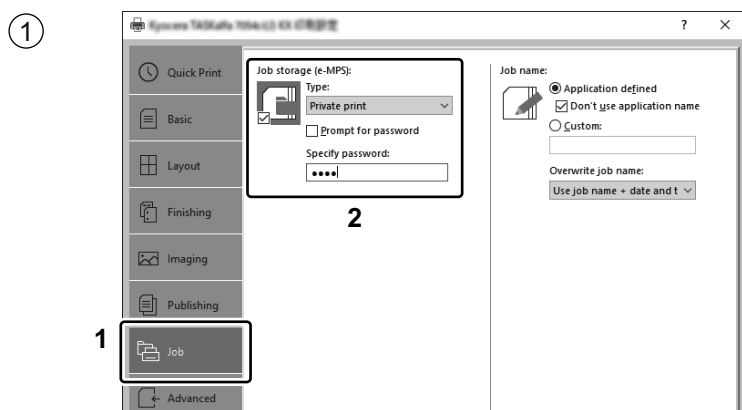 1
?
Quick Print
Basic
Layout
Finishing
Imaging
Publishing
1
Job
Advanced
Job storage (e-MPS):
Type:
Private print
Prompt for password
Specify password:
••••
2
Job name:
Application defined
Don't use application name
Custom:
Overwrite job name:
Use job name + date and t